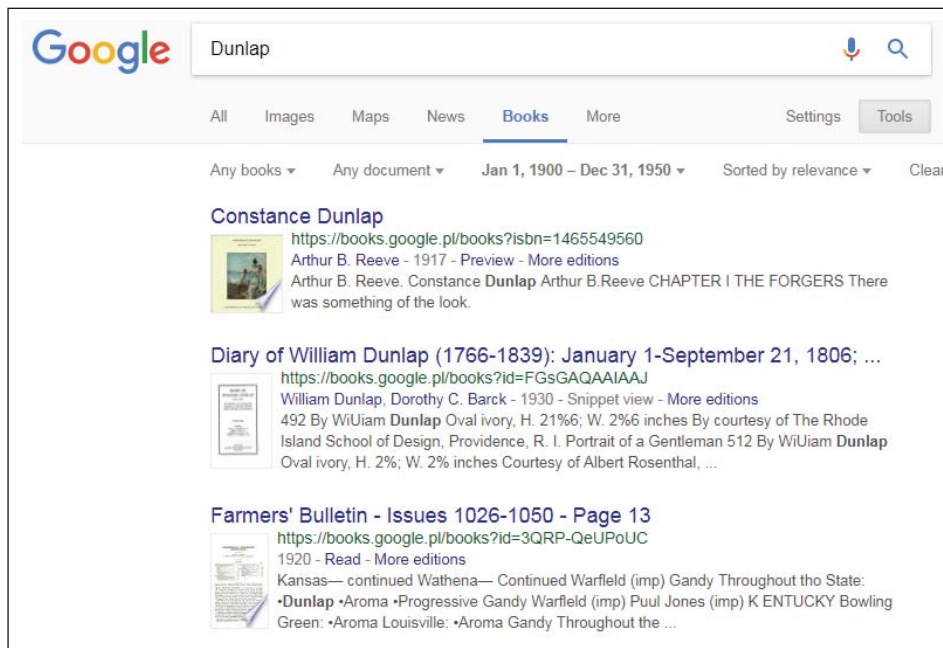 Google
Dunlap
All Images Maps News Books More Settings Tools
Any books Any document Jan 1, 1900 – Dec 31, 1950 Sorted by relevance Clear
Constance Dunlap
https://books.google.pl/books?isbn=1465549560
Arthur B. Reeve - 1917 - Preview - More editions
Arthur B. Reeve. Constance Dunlap Arthur B.Reeve CHAPTER I THE FORGERS There
was something of the look.
Diary of William Dunlap (1766-1839): January 1-September 21, 1806; ...
https://books.google.pl/books?id=FGsGAQAAIAAJ
William Dunlap, Dorothy C. Barck - 1930 - Snippet view - More editions
492 By WiUiam Dunlap Oval ivory, H. 21%6; W. 2%6 inches By courtesy of The Rhode
Island School of Design, Providence, R. I. Portrait of a Gentleman 512 By WiUiam Dunlap
Oval ivory, H. 2%; W. 2% inches Courtesy of Albert Rosenthal, ...
Farmers' Bulletin - Issues 1026-1050 - Page 13
https://books.google.pl/books?id=3QRP-QeUPoUC
1920 - Read - More editions
Kansas— continued Wathena— Continued Warfleld (imp) Gandy Throughout tho State:
•Dunlap •Aroma •Progressive Gandy Warfleld (imp) Puul Jones (imp) K ENTUCKY Bowling
Green: •Aroma Louisville: •Aroma Gandy Throughout the ...